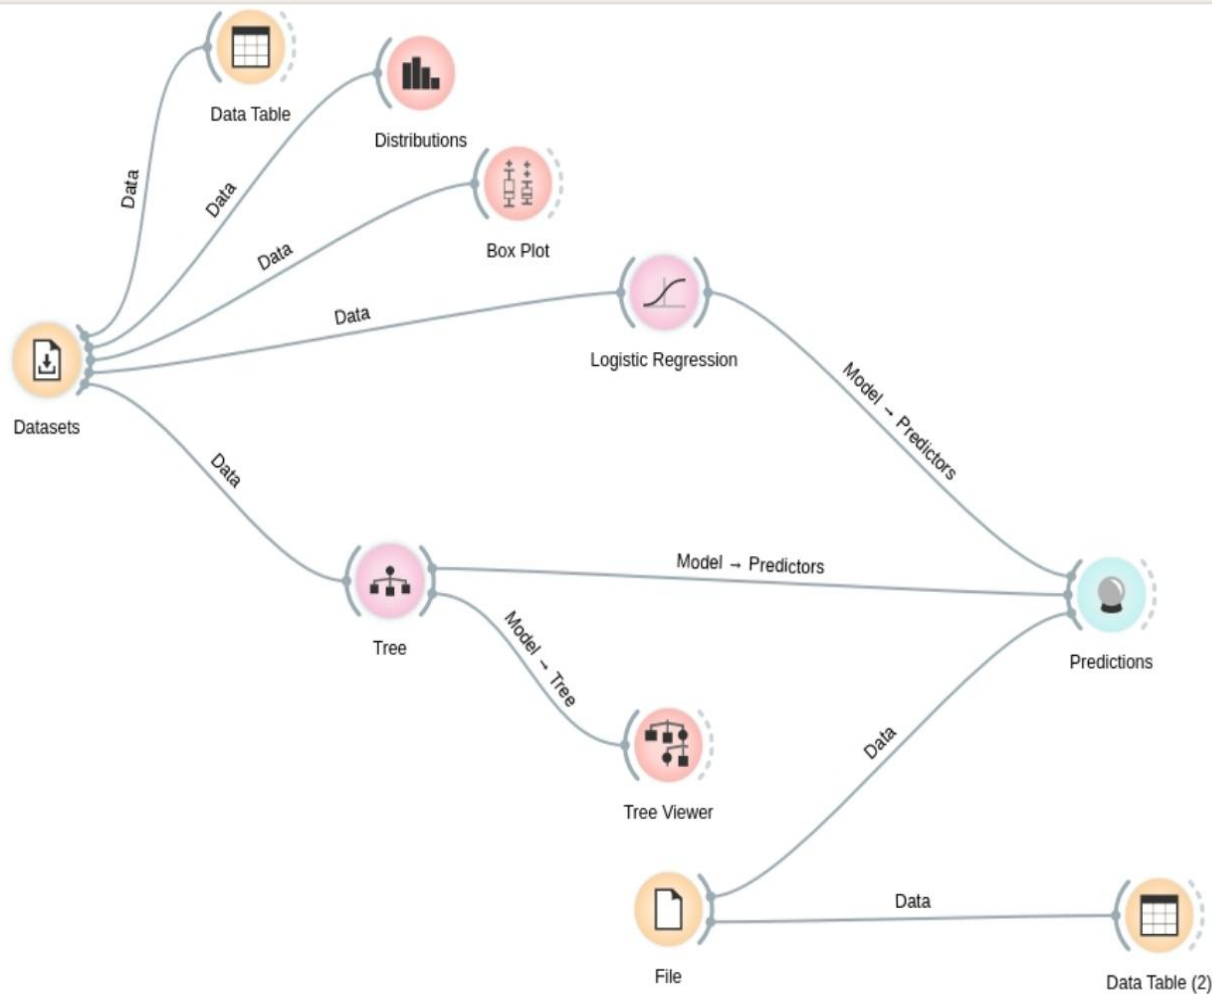 Data Table
Distributions
Data
Data
Box Plot
Data
Data
Logistic Regression
Model → Predictors
Datasets
Data
Model → Predictors
Tree
Model → Tree
Predictions
Data
Tree Viewer
Data
File
Data Table (2)